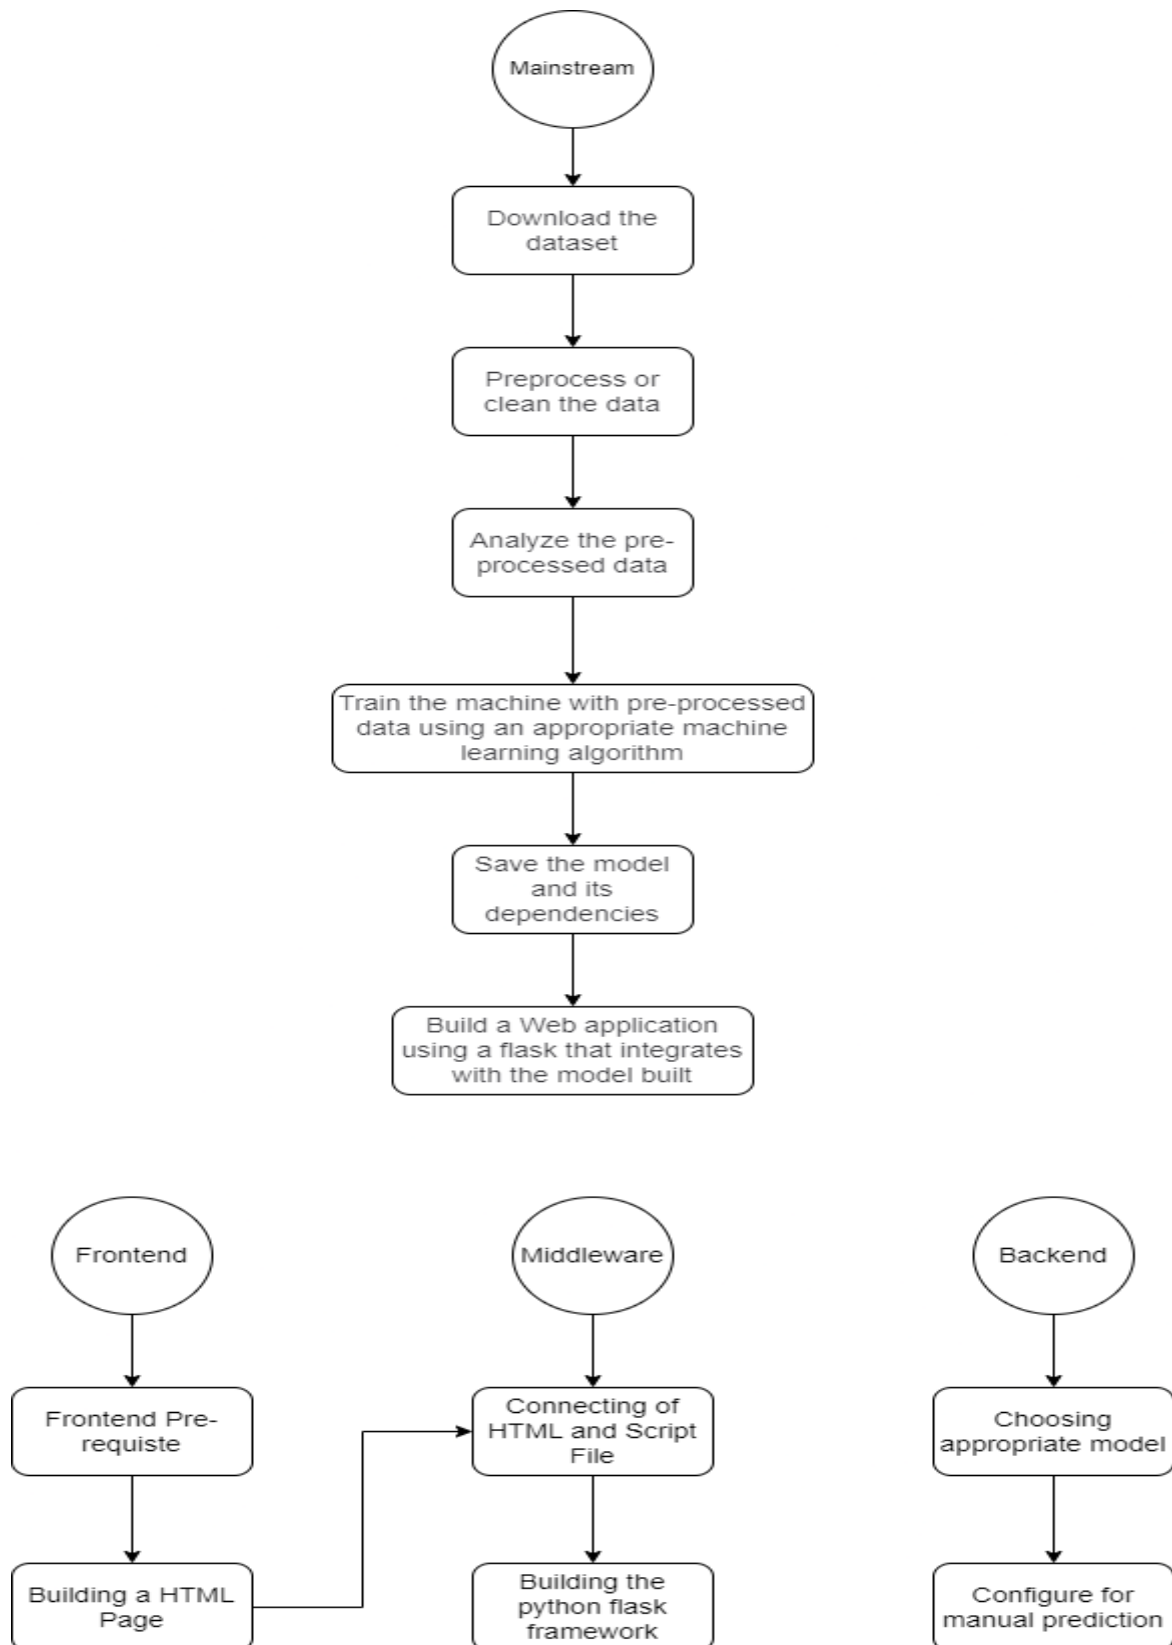 Mainstream
Download the
dataset
Preprocess or
clean the data
Analyze the pre-
processed data
Train the machine with pre-processed
data using an appropriate machine
learning algorithm
Save the model
and its
dependencies
Build a Web application
using a flask that integrates
with the model built
Frontend
Frontend Pre-
requiste
Building a HTML
Page
Middleware
Connecting of
HTML and Script
File
Building the
python flask
framework
Backend
Choosing
appropriate model
Configure for
manual prediction